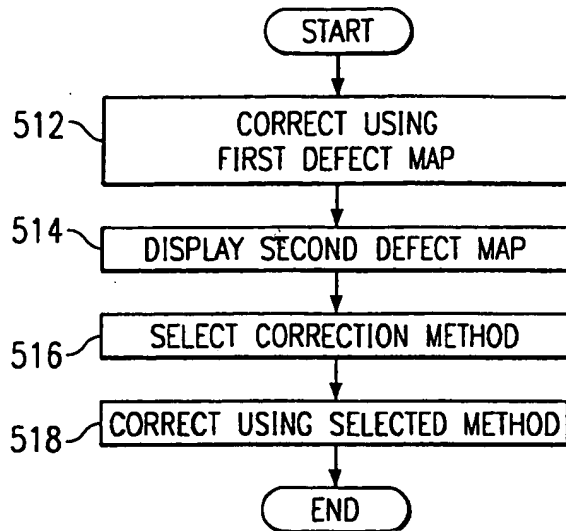 START
512
CORRECT USING
FIRST DEFECT MAP
514
DISPLAY SECOND DEFECT MAP
516
SELECT CORRECTION METHOD
518
CORRECT USING SELECTED METHOD
END